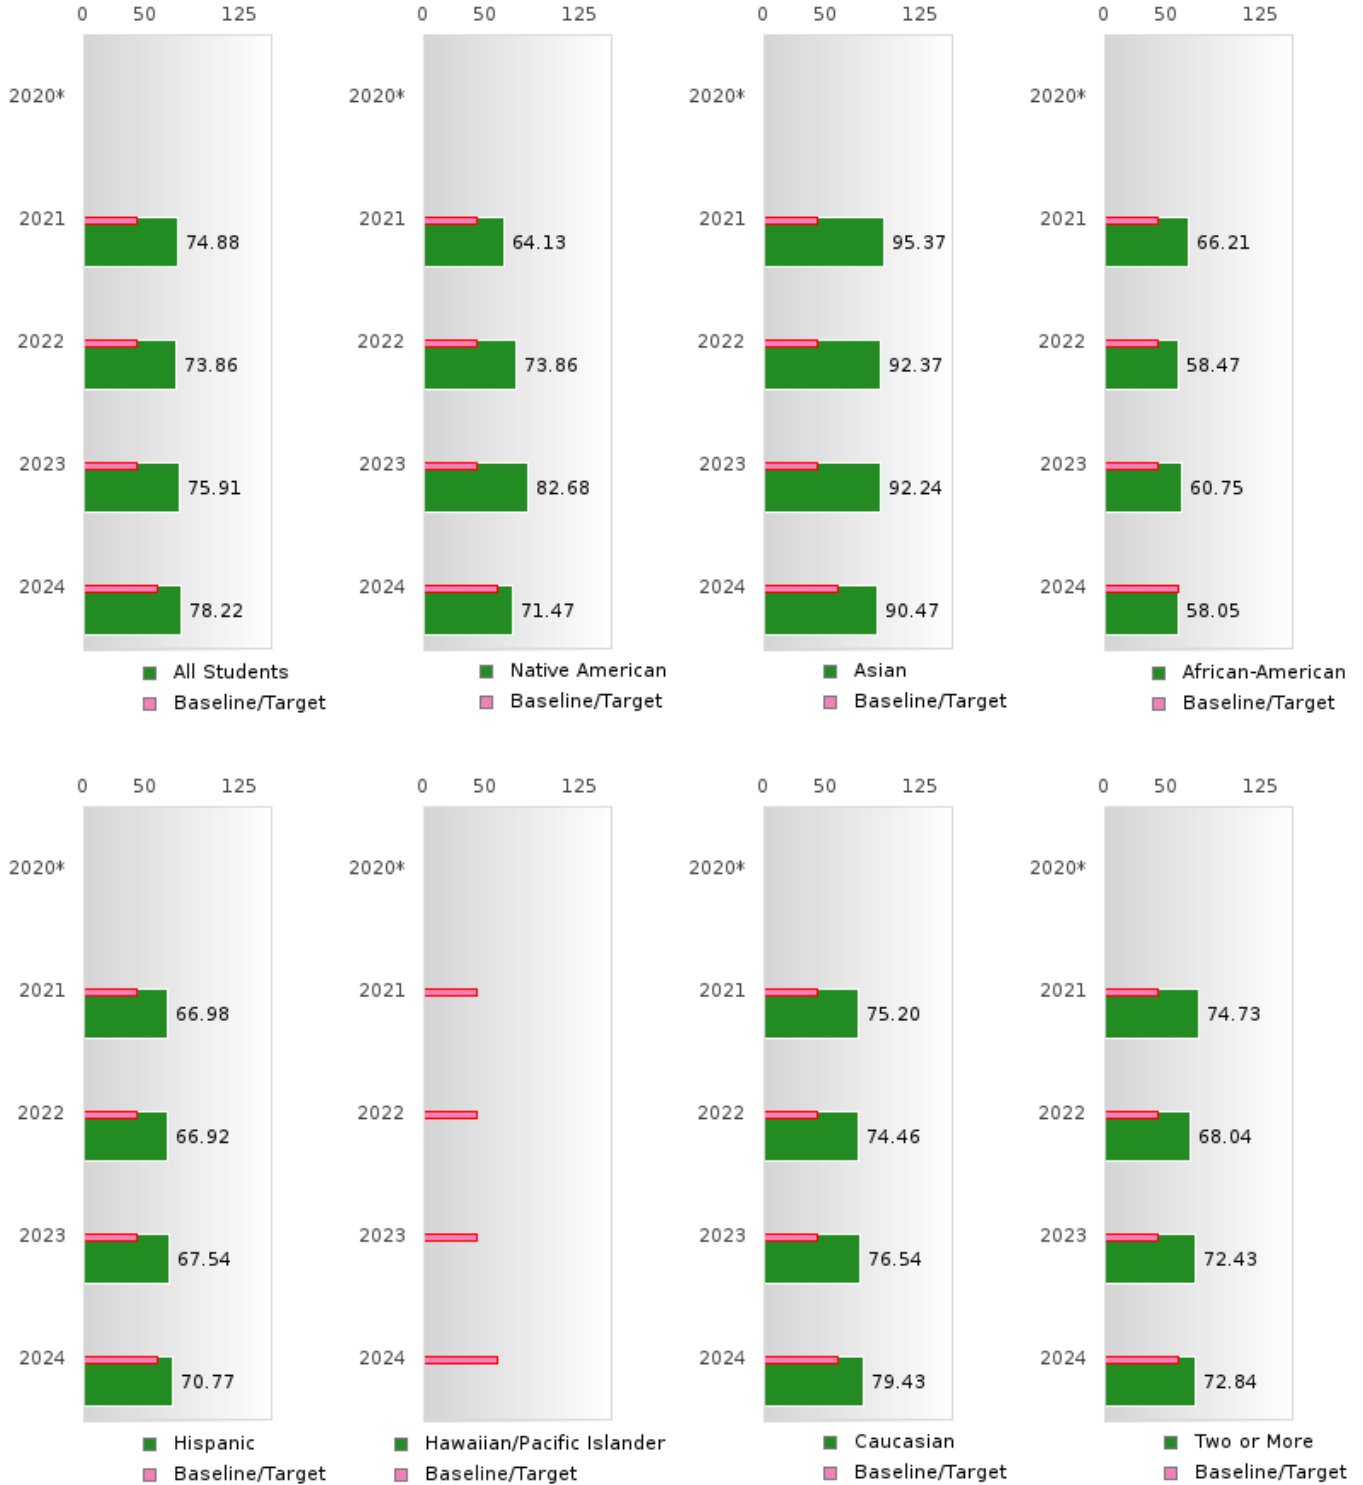 0 50 125 0 50 125 0 50 125 0 50 125
2020* 2020* 2020* 2020*
2021 74.88 2021 64.13 2021 95.37 2021 66.21
2022 73.86 2022 73.86 2022 92.37 2022 58.47
2023 75.91 2023 82.68 2023 92.24 2023 60.75
2024 78.22 2024 71.47 2024 90.47 2024 58.05
All Students Native American Asian African-American
Baseline/Target Baseline/Target Baseline/Target Baseline/Target
0 50 125 0 50 125 0 50 125 0 50 125
2020* 2020* 2020* 2020*
2021 66.98 2021 2021 75.20 2021 74.73
2022 66.92 2022 2022 74.46 2022 68.04
2023 67.54 2023 2023 76.54 2023 72.43
2024 70.77 2024 2024 79.43 2024 72.84
Hispanic Hawaiian/Pacific Islander Caucasian Two or More
Baseline/Target Baseline/Target Baseline/Target Baseline/Target